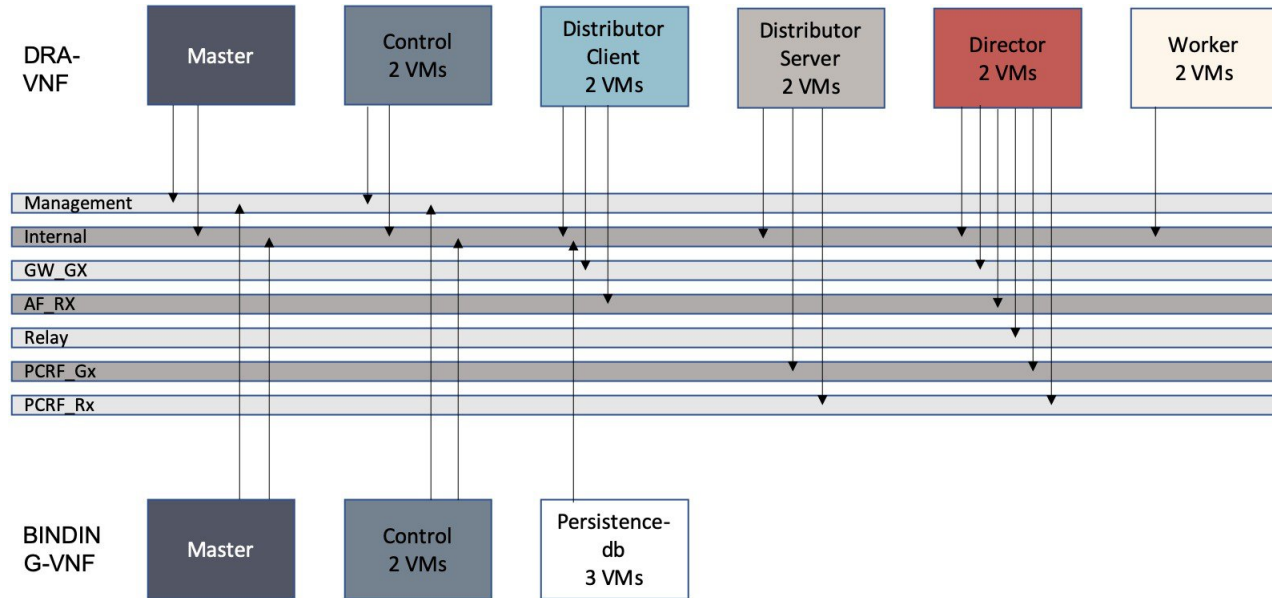 DRA-
VNF
Master
Control
2 VMs
Distributor
Client
2 VMs
Distributor
Server
2 VMs
Director
2 VMs
Worker
2 VMs
Management
Internal
GW_GX
AF_RX
Relay
PCRF_Gx
PCRF_Rx
BINDIN
G-VNF
Master
Control
2 VMs
Persistence-
db
3 VMs